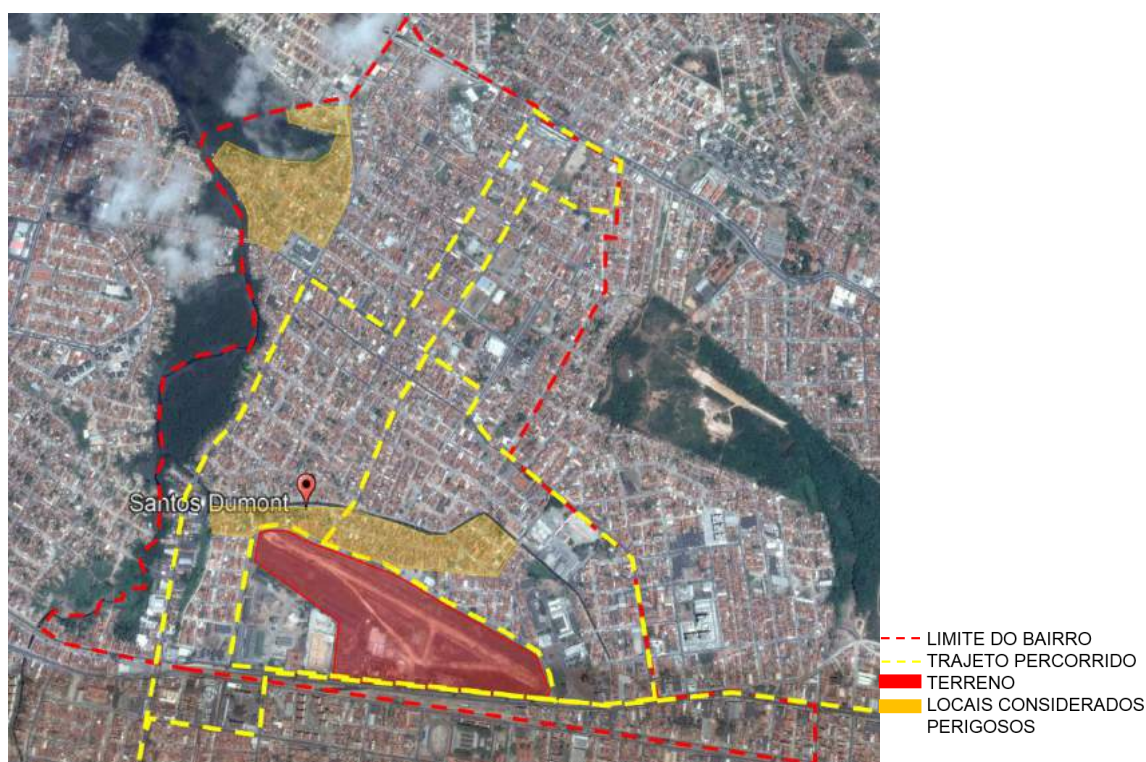 Santos Dumont
LIMITE DO BAIRRO
TRAJETO PERCORRIDO
TERRENO
LOCAIS CONSIDERADOS
PERIGOSOS